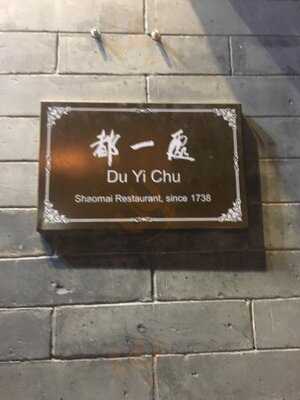 都一處
Du Yi Chu
Shaomai Restaurant, since 1738